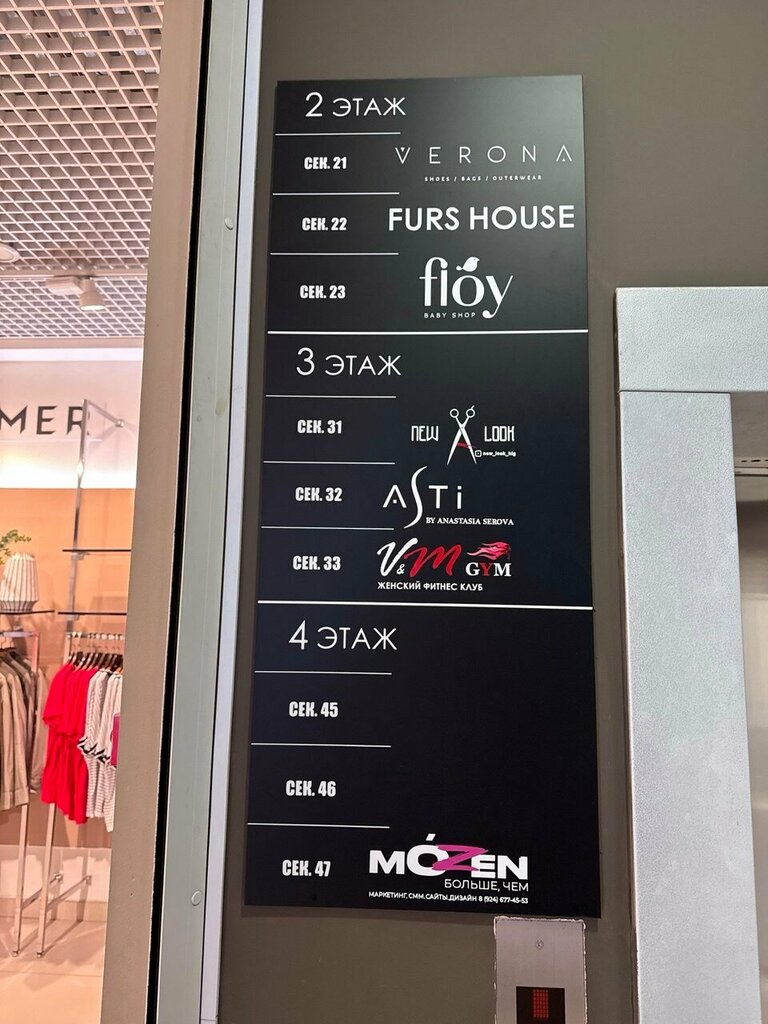 2 ЭТАЖ
СЕК. 21
VERONA
SHOES / BAGS / OUTERWEAR
СЕК. 22
FURS HOUSE
СЕК. 23
floy
BABY SHOP
3 ЭТАЖ
СЕК. 31
NEW LOOK
new_look_blg
СЕК. 32
ASTi
BY ANASTASIA SEROVA
СЕК. 33
V&M GYM
ЖЕНСКИЙ ФИТНЕС КЛУБ
4 ЭТАЖ
СЕК. 45
СЕК. 46
СЕК. 47
MÓZEN
БОЛЬШЕ, ЧЕМ
МАРКЕТИНГ, СММ.САЙТЫ,ДИЗАЙН 8 (924) 677-45-53
MER